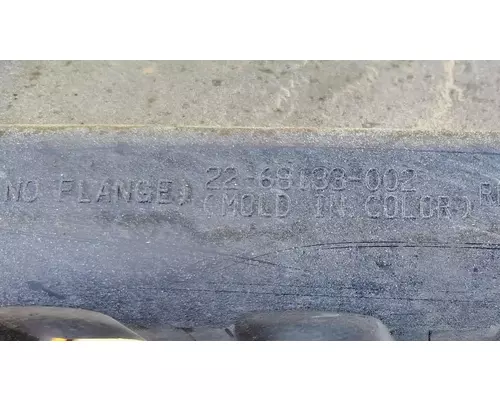 NO FLANGE) 22-68133-002 R
(MOLD IN COLOR)